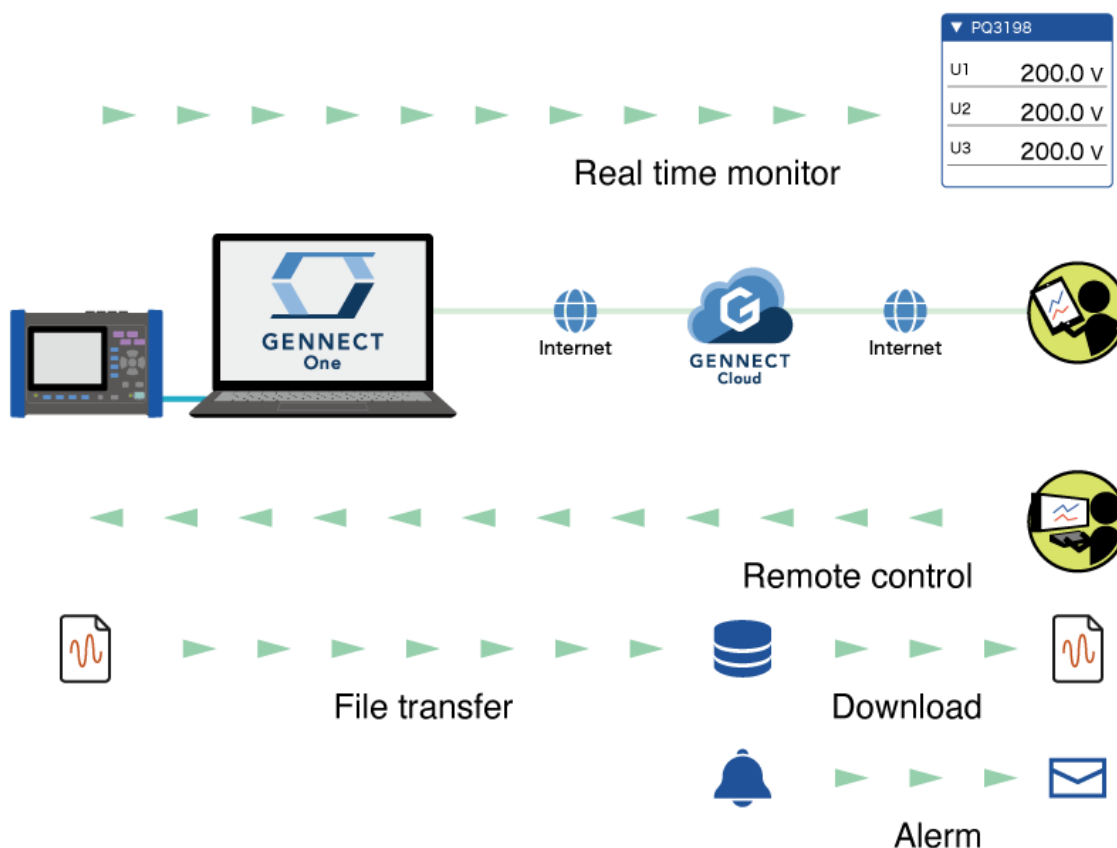 ▼ PQ3198
U1 200.0 V
U2 200.0 V
U3 200.0 V
Real time monitor
GENNECT
One
Internet
G
GENNECT
Cloud
Internet
Remote control
File transfer
Download
Alerm